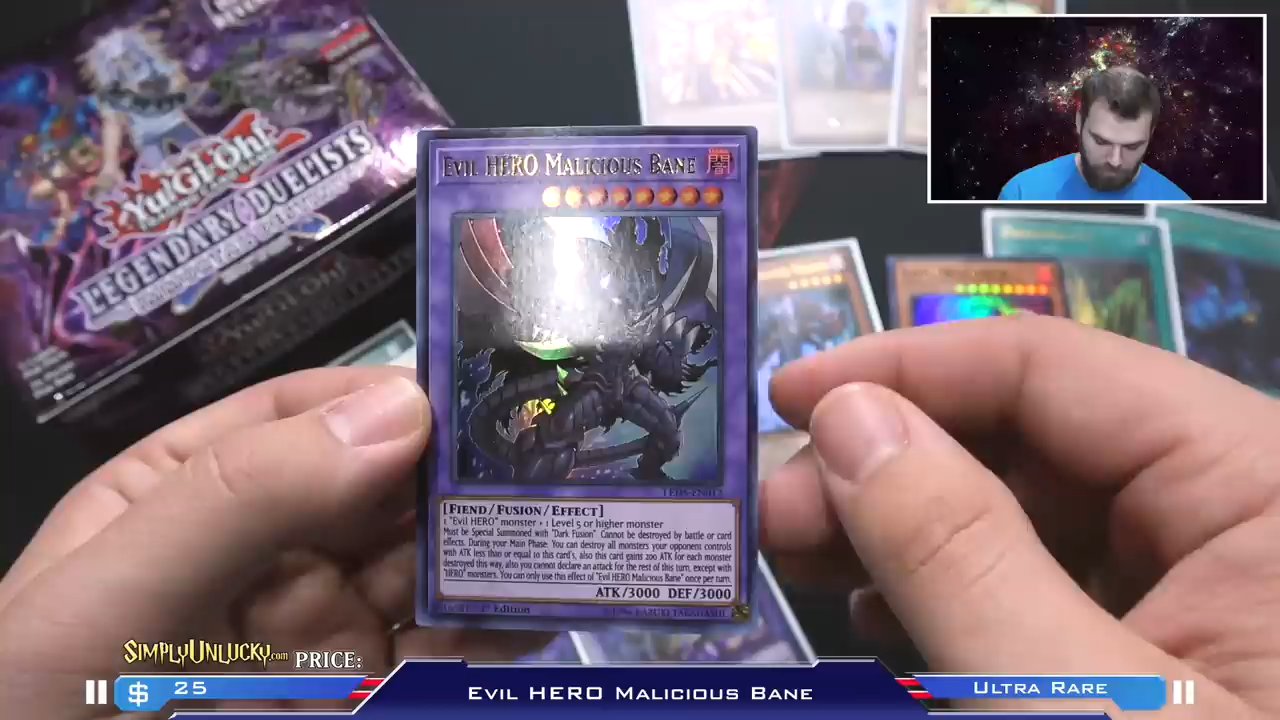 Yu-Gi-Oh!
LEGENDARY DUELISTS
EVIL HERO MALICIOUS BANE
[FIEND/FUSION/EFFECT]
1 "Evil HERO" monster + 1 Level 5 or higher monster
Must be Special Summoned with "Dark Fusion". Cannot be destroyed by battle or card
effects. During your Main Phase: You can destroy all monsters your opponent controls
with ATK less than or equal to this card's, also this card gains 200 ATK for each monster
destroyed this way, also you cannot declare an attack for the rest of this turn, except with
"HERO" monsters. You can only use this effect of "Evil HERO Malicious Bane" once per turn.
ATK/3000 DEF/3000
Edition
KAZUKI TAKAHASHI
SIMPLYUNLUCKY.com PRICE:
$ 25
EVIL HERO MALICIOUS BANE
ULTRA RARE